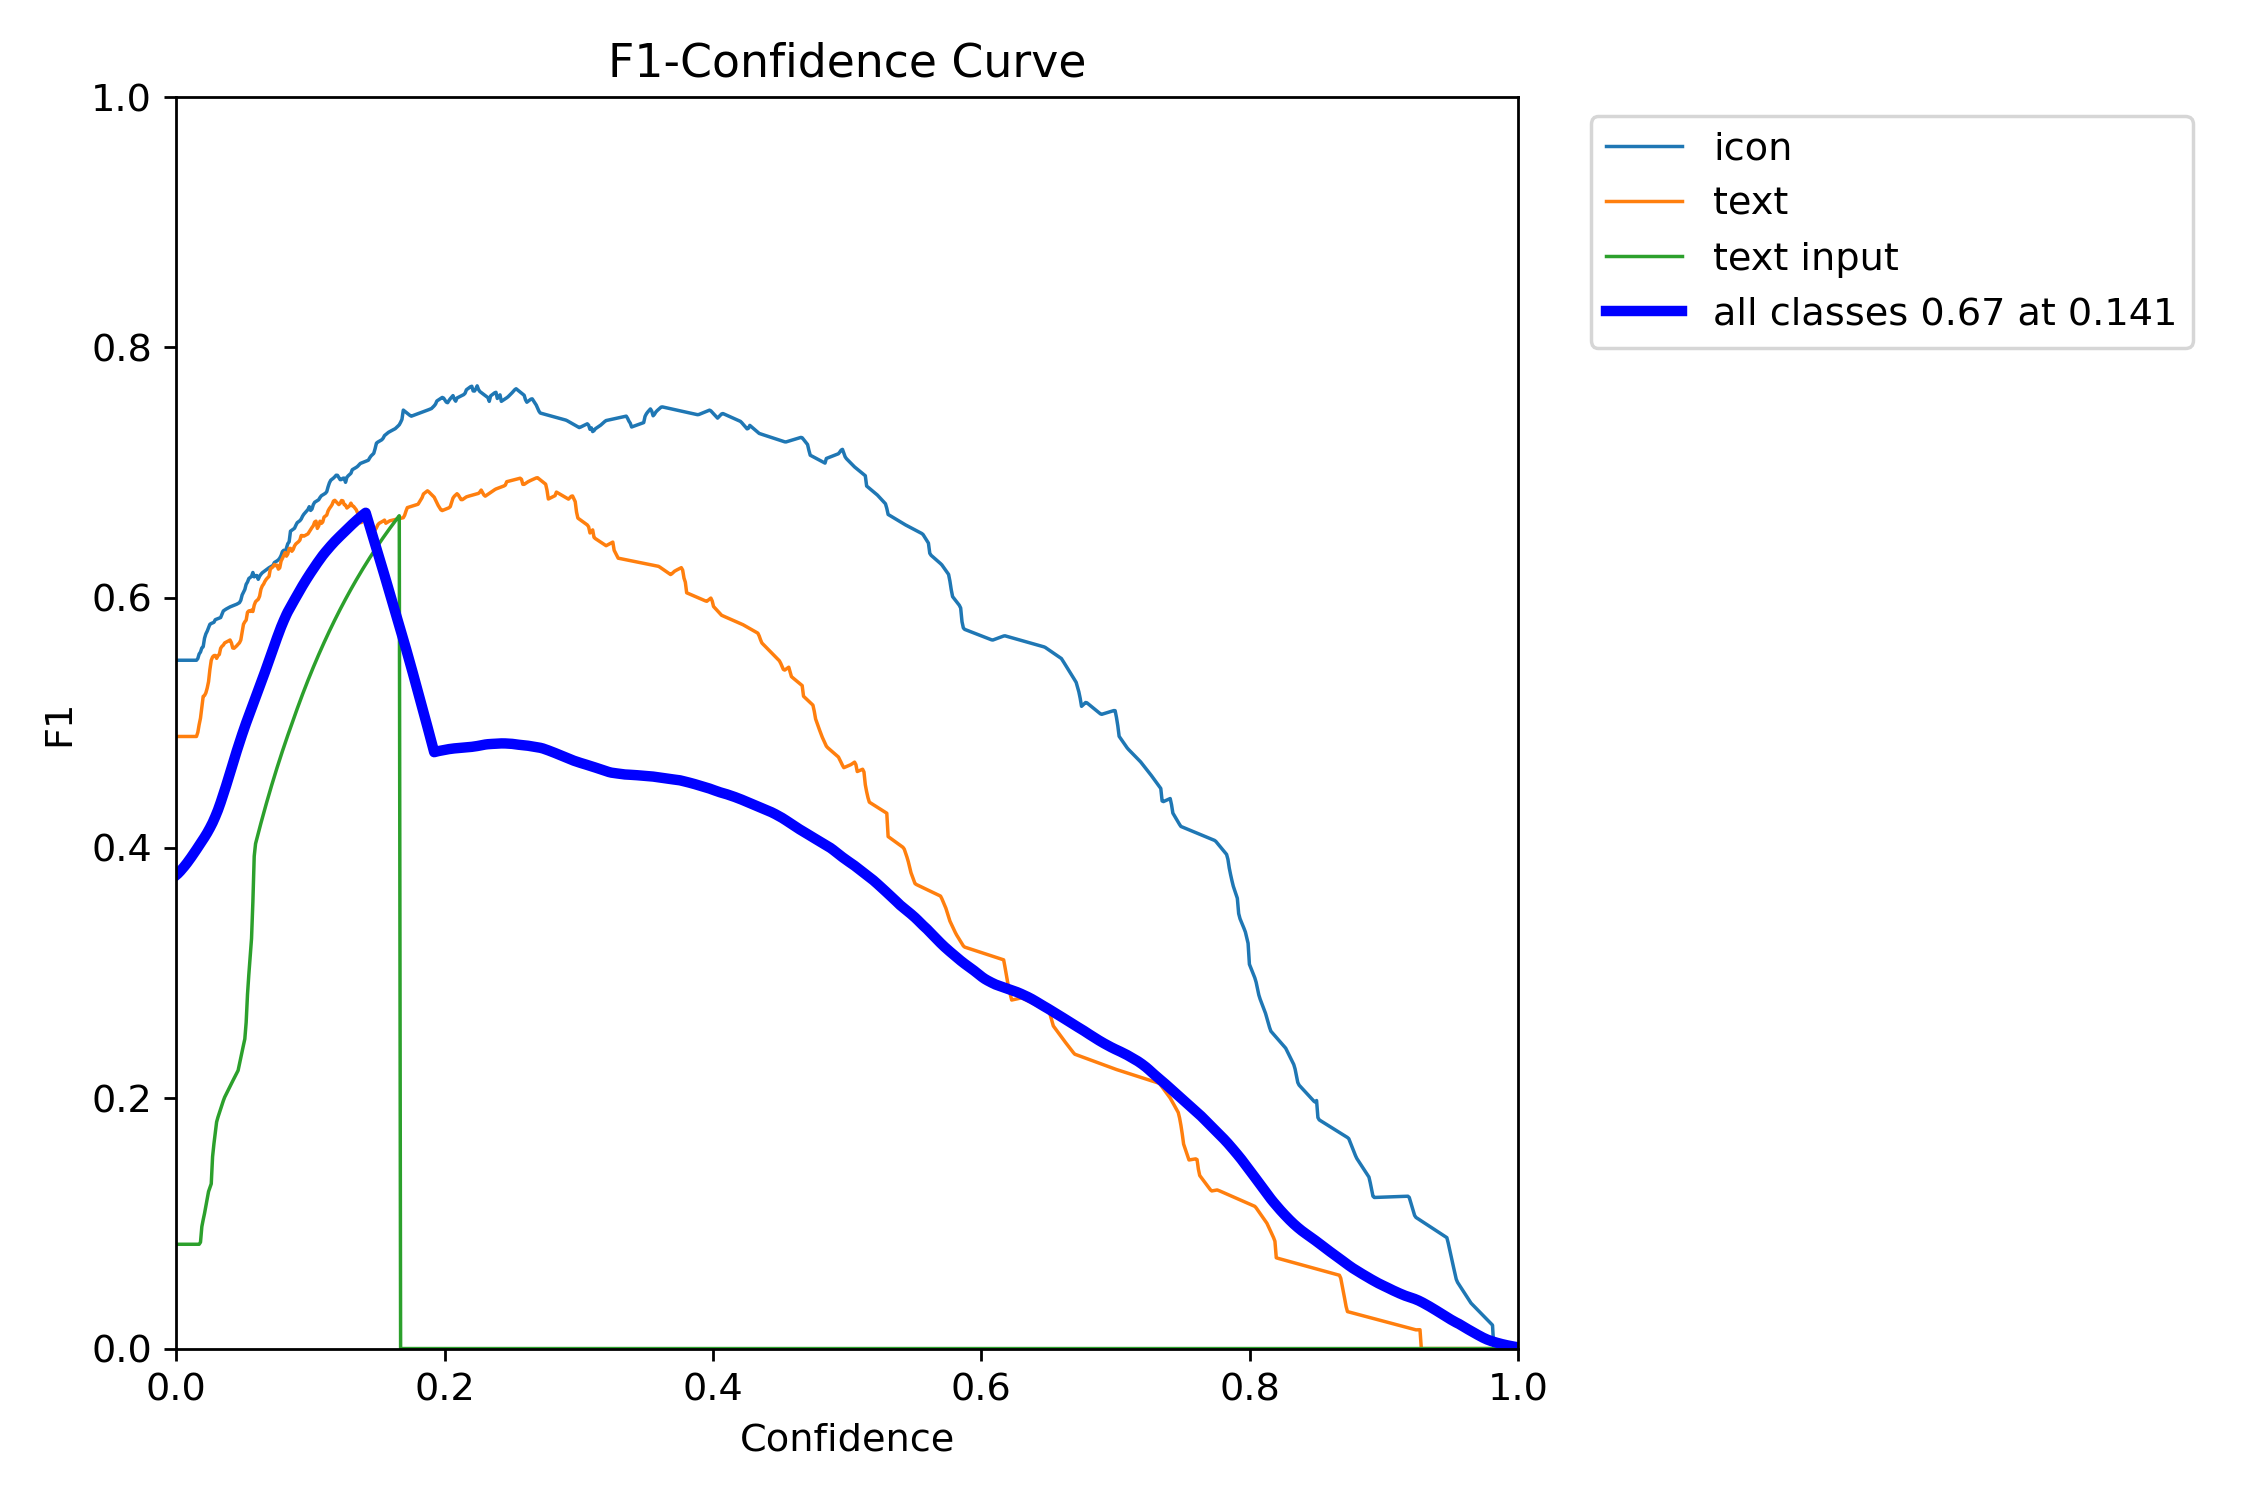 F1-Confidence Curve
1.0
0.8
0.6
0.4
0.2
0.0
F1
0.0 0.2 0.4 0.6 0.8 1.0
Confidence
icon
text
text input
all classes 0.67 at 0.141